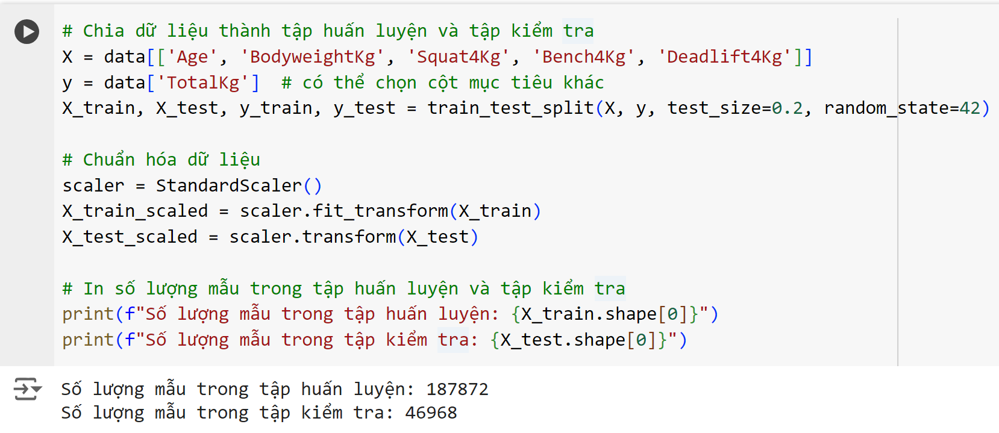 # Chia dữ liệu thành tập huấn luyện và tập kiểm tra
X = data[['Age', 'BodyweightKg', 'Squat4Kg', 'Bench4Kg', 'Deadlift4Kg']]
y = data['TotalKg']  # có thể chọn cột mục tiêu khác
X_train, X_test, y_train, y_test = train_test_split(X, y, test_size=0.2, random_state=42)
# Chuẩn hóa dữ liệu
scaler = StandardScaler()
X_train_scaled = scaler.fit_transform(X_train)
X_test_scaled = scaler.transform(X_test)
# In số lượng mẫu trong tập huấn luyện và tập kiểm tra
print(f"Số lượng mẫu trong tập huấn luyện: {X_train.shape[0]}")
print(f"Số lượng mẫu trong tập kiểm tra: {X_test.shape[0]}")
Số lượng mẫu trong tập huấn luyện: 187872
Số lượng mẫu trong tập kiểm tra: 46968